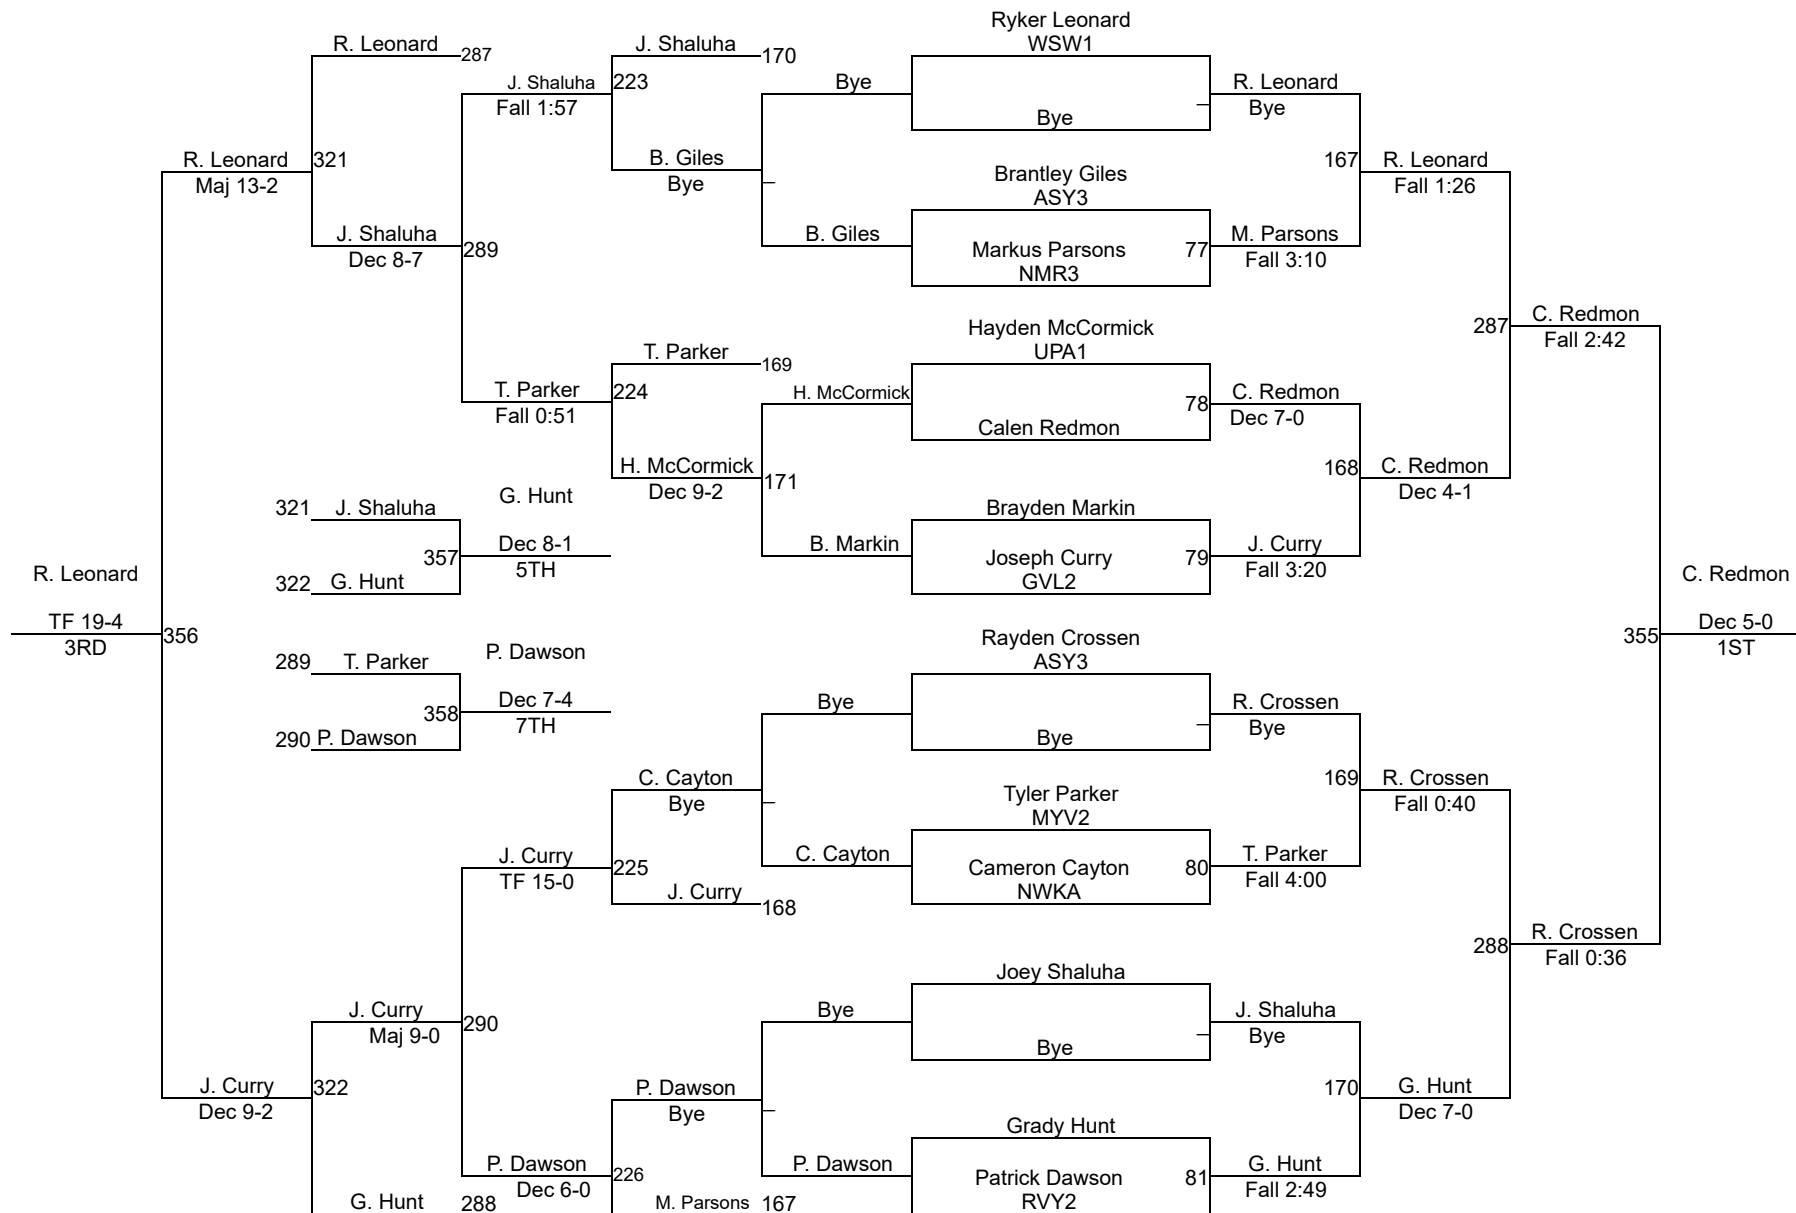 Ryker Leonard
WSW1
R. Leonard
287
J. Shaluha
170
J. Shaluha
223
Fall 1:57
Bye
R. Leonard
Bye
Bye
R. Leonard
321
Maj 13-2
B. Giles
Bye
Brantley Giles
ASY3
167
R. Leonard
Fall 1:26
J. Shaluha
289
Dec 8-7
B. Giles
Markus Parsons
NMR3
77
M. Parsons
Fall 3:10
Hayden McCormick
UPA1
287
C. Redmon
Fall 2:42
T. Parker
169
T. Parker
224
Fall 0:51
H. McCormick
78
C. Redmon
Dec 7-0
Calen Redmon
H. McCormick
171
Dec 9-2
168
C. Redmon
Dec 4-1
G. Hunt
321
J. Shaluha
357
Dec 8-1
5TH
322
G. Hunt
Brayden Markin
B. Markin
Joseph Curry
GVL2
79
J. Curry
Fall 3:20
R. Leonard
TF 19-4
3RD
356
C. Redmon
355
Dec 5-0
1ST
289
T. Parker
P. Dawson
358
Dec 7-4
7TH
290
P. Dawson
Rayden Crossen
ASY3
Bye
R. Crossen
Bye
Bye
C. Cayton
Bye
Tyler Parker
MYV2
169
R. Crossen
Fall 0:40
J. Curry
225
TF 15-0
C. Cayton
Cameron Cayton
NWKA
80
T. Parker
Fall 4:00
J. Curry
168
288
R. Crossen
Fall 0:36
Joey Shaluha
J. Curry
290
Maj 9-0
Bye
J. Shaluha
Bye
Bye
J. Curry
322
Dec 9-2
P. Dawson
Bye
170
G. Hunt
Dec 7-0
Grady Hunt
P. Dawson
226
Dec 6-0
P. Dawson
Patrick Dawson
RVY2
81
G. Hunt
Fall 2:49
G. Hunt
288
M. Parsons
167